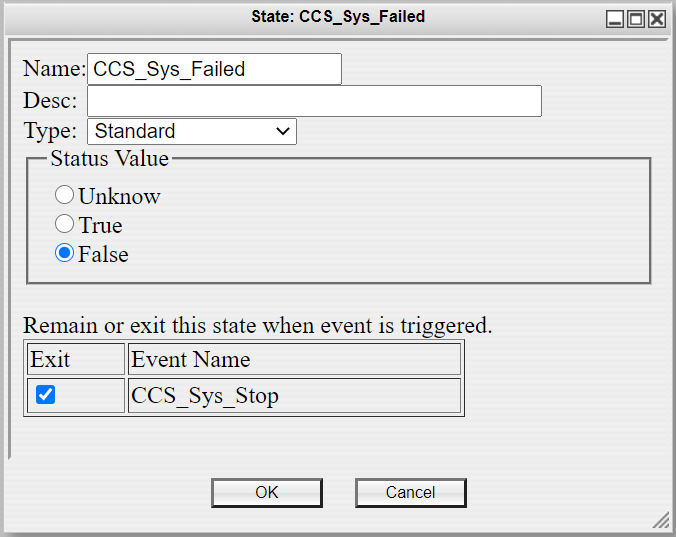 State: CCS_Sys_Failed
Name: CCS_Sys_Failed
Desc:
Type: Standard
Status Value
Unknow
True
False
Remain or exit this state when event is triggered.
Exit Event Name
CCS_Sys_Stop
OK Cancel